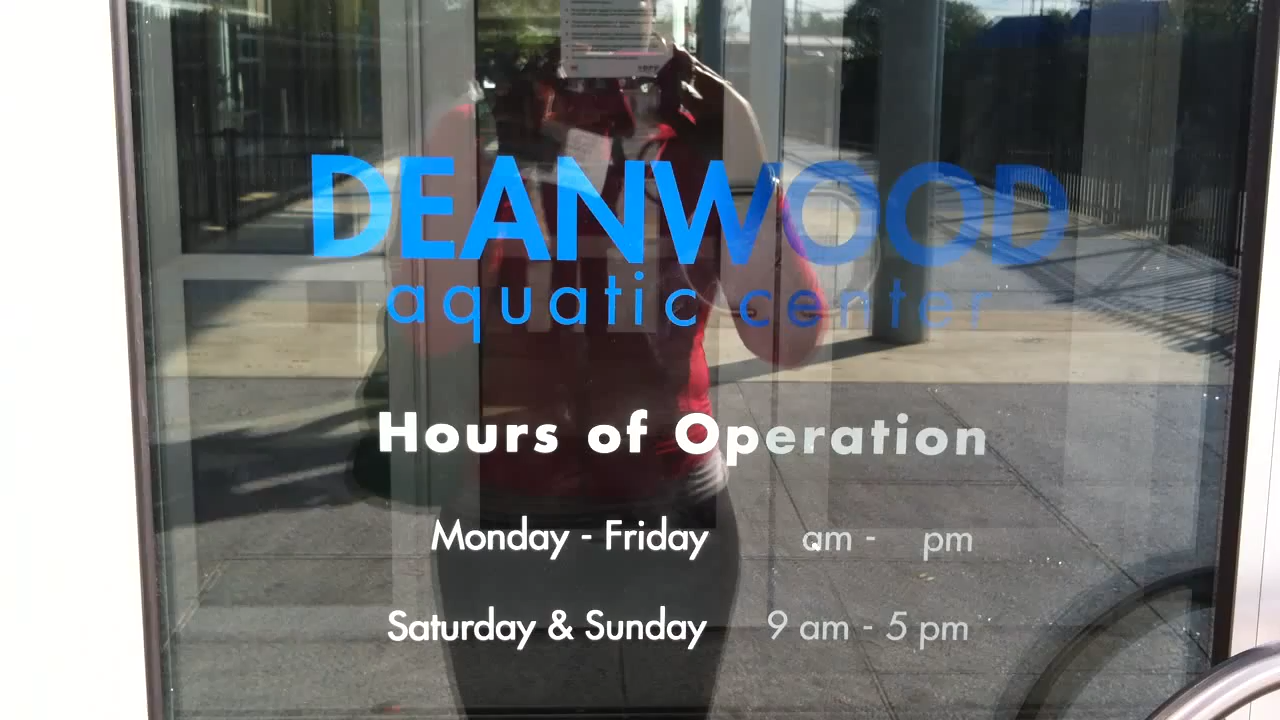 DEANWOOD
aquatic center
Hours of Operation
Monday - Friday am - pm
Saturday & Sunday 9 am - 5 pm